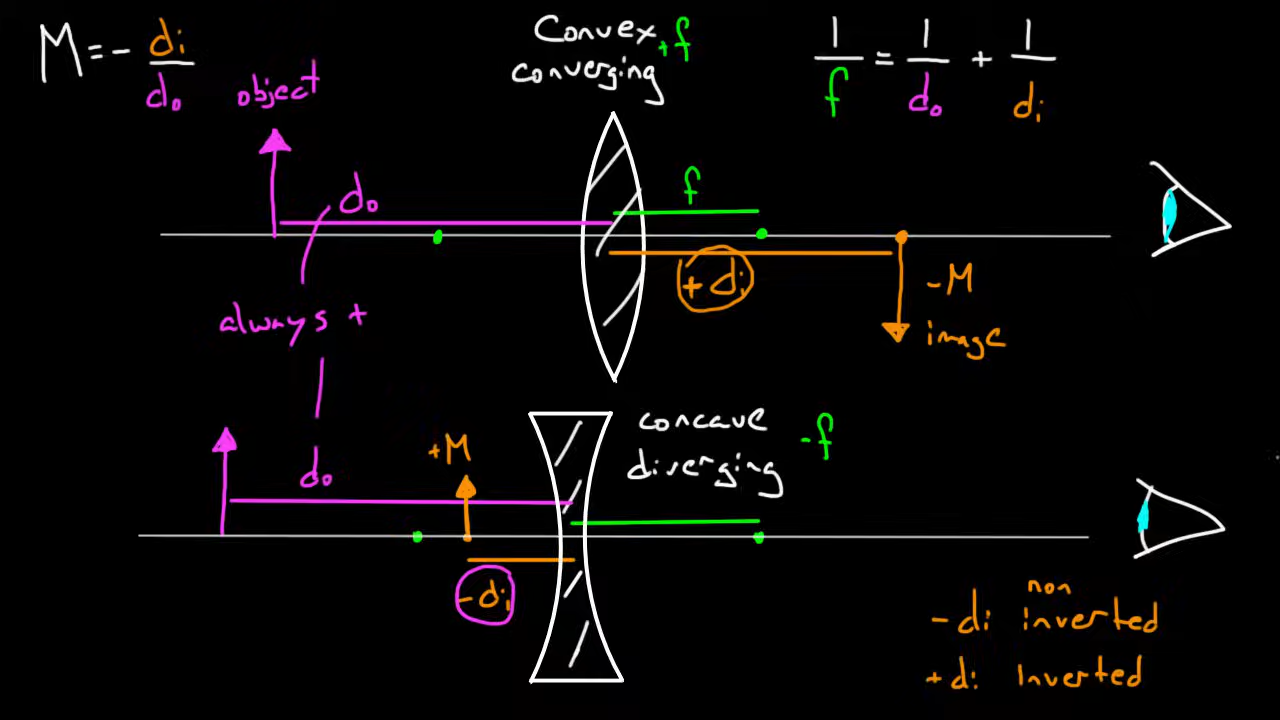 M = - di/do
object
Convex +f
converging
1/f = 1/do + 1/di
do
f
+ di
- M
image
always +
concave
diverging
- f
+M
do
- di
- di non inverted
+ di inverted